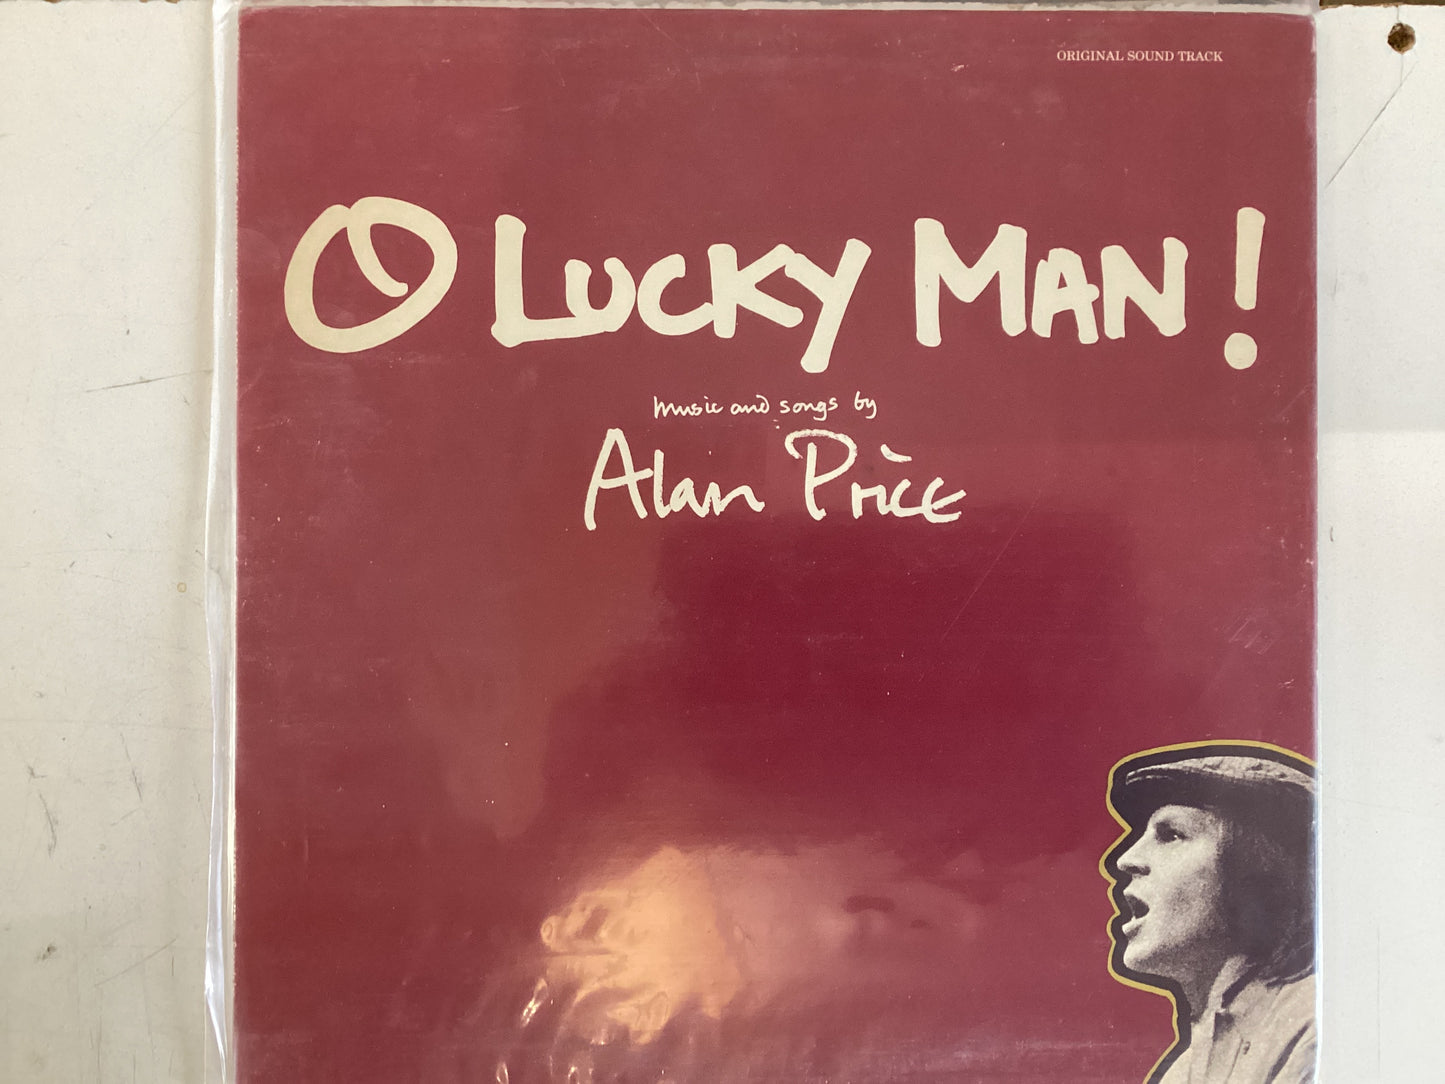 ORIGINAL SOUND TRACK
O LUCKY MAN!
music and songs by
Alan Price